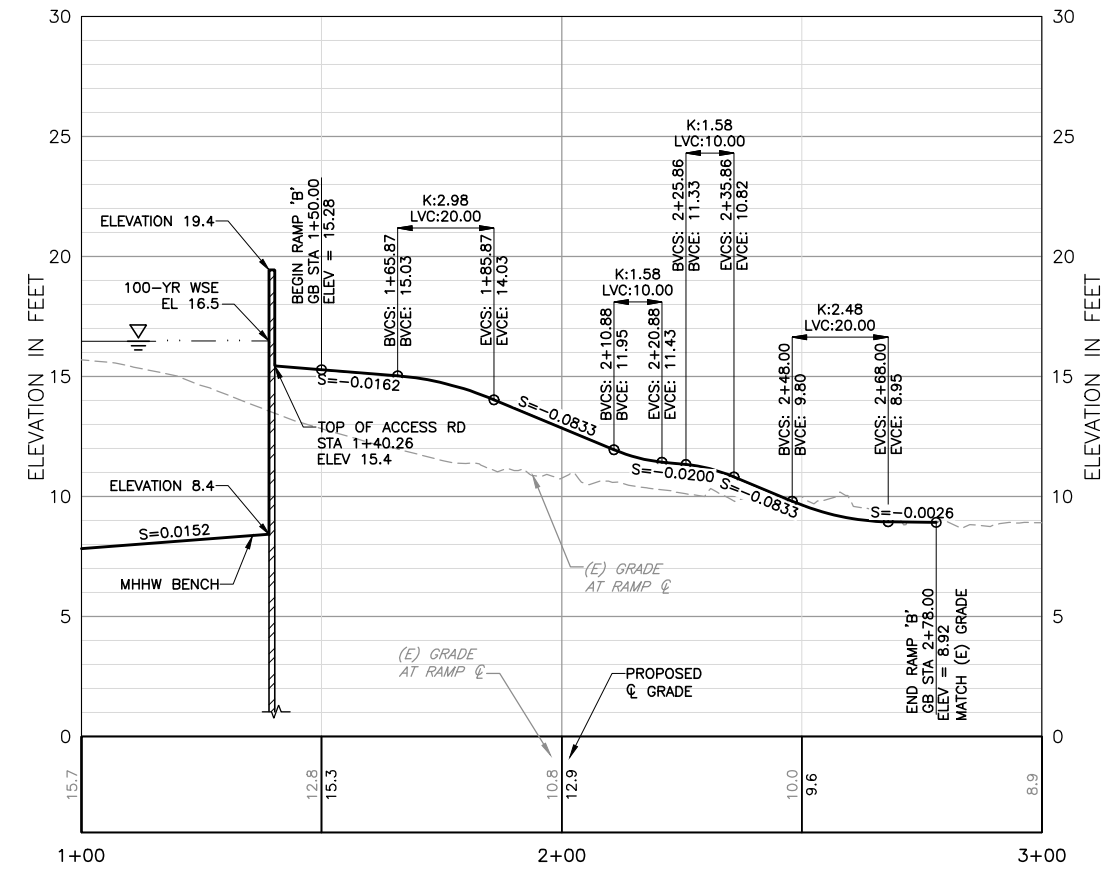 30
25
20
15
10
5
0
ELEVATION IN FEET
ELEVATION 19.4
100-YR WSE
EL 16.5
ELEVATION 8.4
S=0.0152
MHHW BENCH
BEGIN RAMP 'B'
GB STA 1+50.00
ELEV = 15.28
S=-0.0162
TOP OF ACCESS RD
STA 1+40.26
ELEV 15.4
K:2.98
LVC:20.00
BVCS: 1+65.87
BVCE: 15.03
EVCS: 1+85.87
EVCE: 14.03
S=-0.0833
K:1.58
LVC:10.00
BVCS: 2+10.88
BVCE: 11.95
EVCS: 2+20.88
EVCE: 11.43
S=-0.0200
K:1.58
LVC:10.00
BVCS: 2+25.86
BVCE: 11.33
EVCS: 2+35.86
EVCE: 10.82
S=-0.0833
K:2.48
LVC:20.00
BVCS: 2+48.00
BVCE: 9.80
EVCS: 2+68.00
EVCE: 8.95
S=-0.0026
(E) GRADE
AT RAMP ℄
END RAMP 'B'
GB STA 2+78.00
ELEV = 8.92
MATCH (E) GRADE
(E) GRADE
AT RAMP ℄
PROPOSED
℄ GRADE
30
25
20
15
10
5
0
ELEVATION IN FEET
15.7
12.8
15.3
10.8
12.9
10.0
9.6
8.9
1+00
2+00
3+00